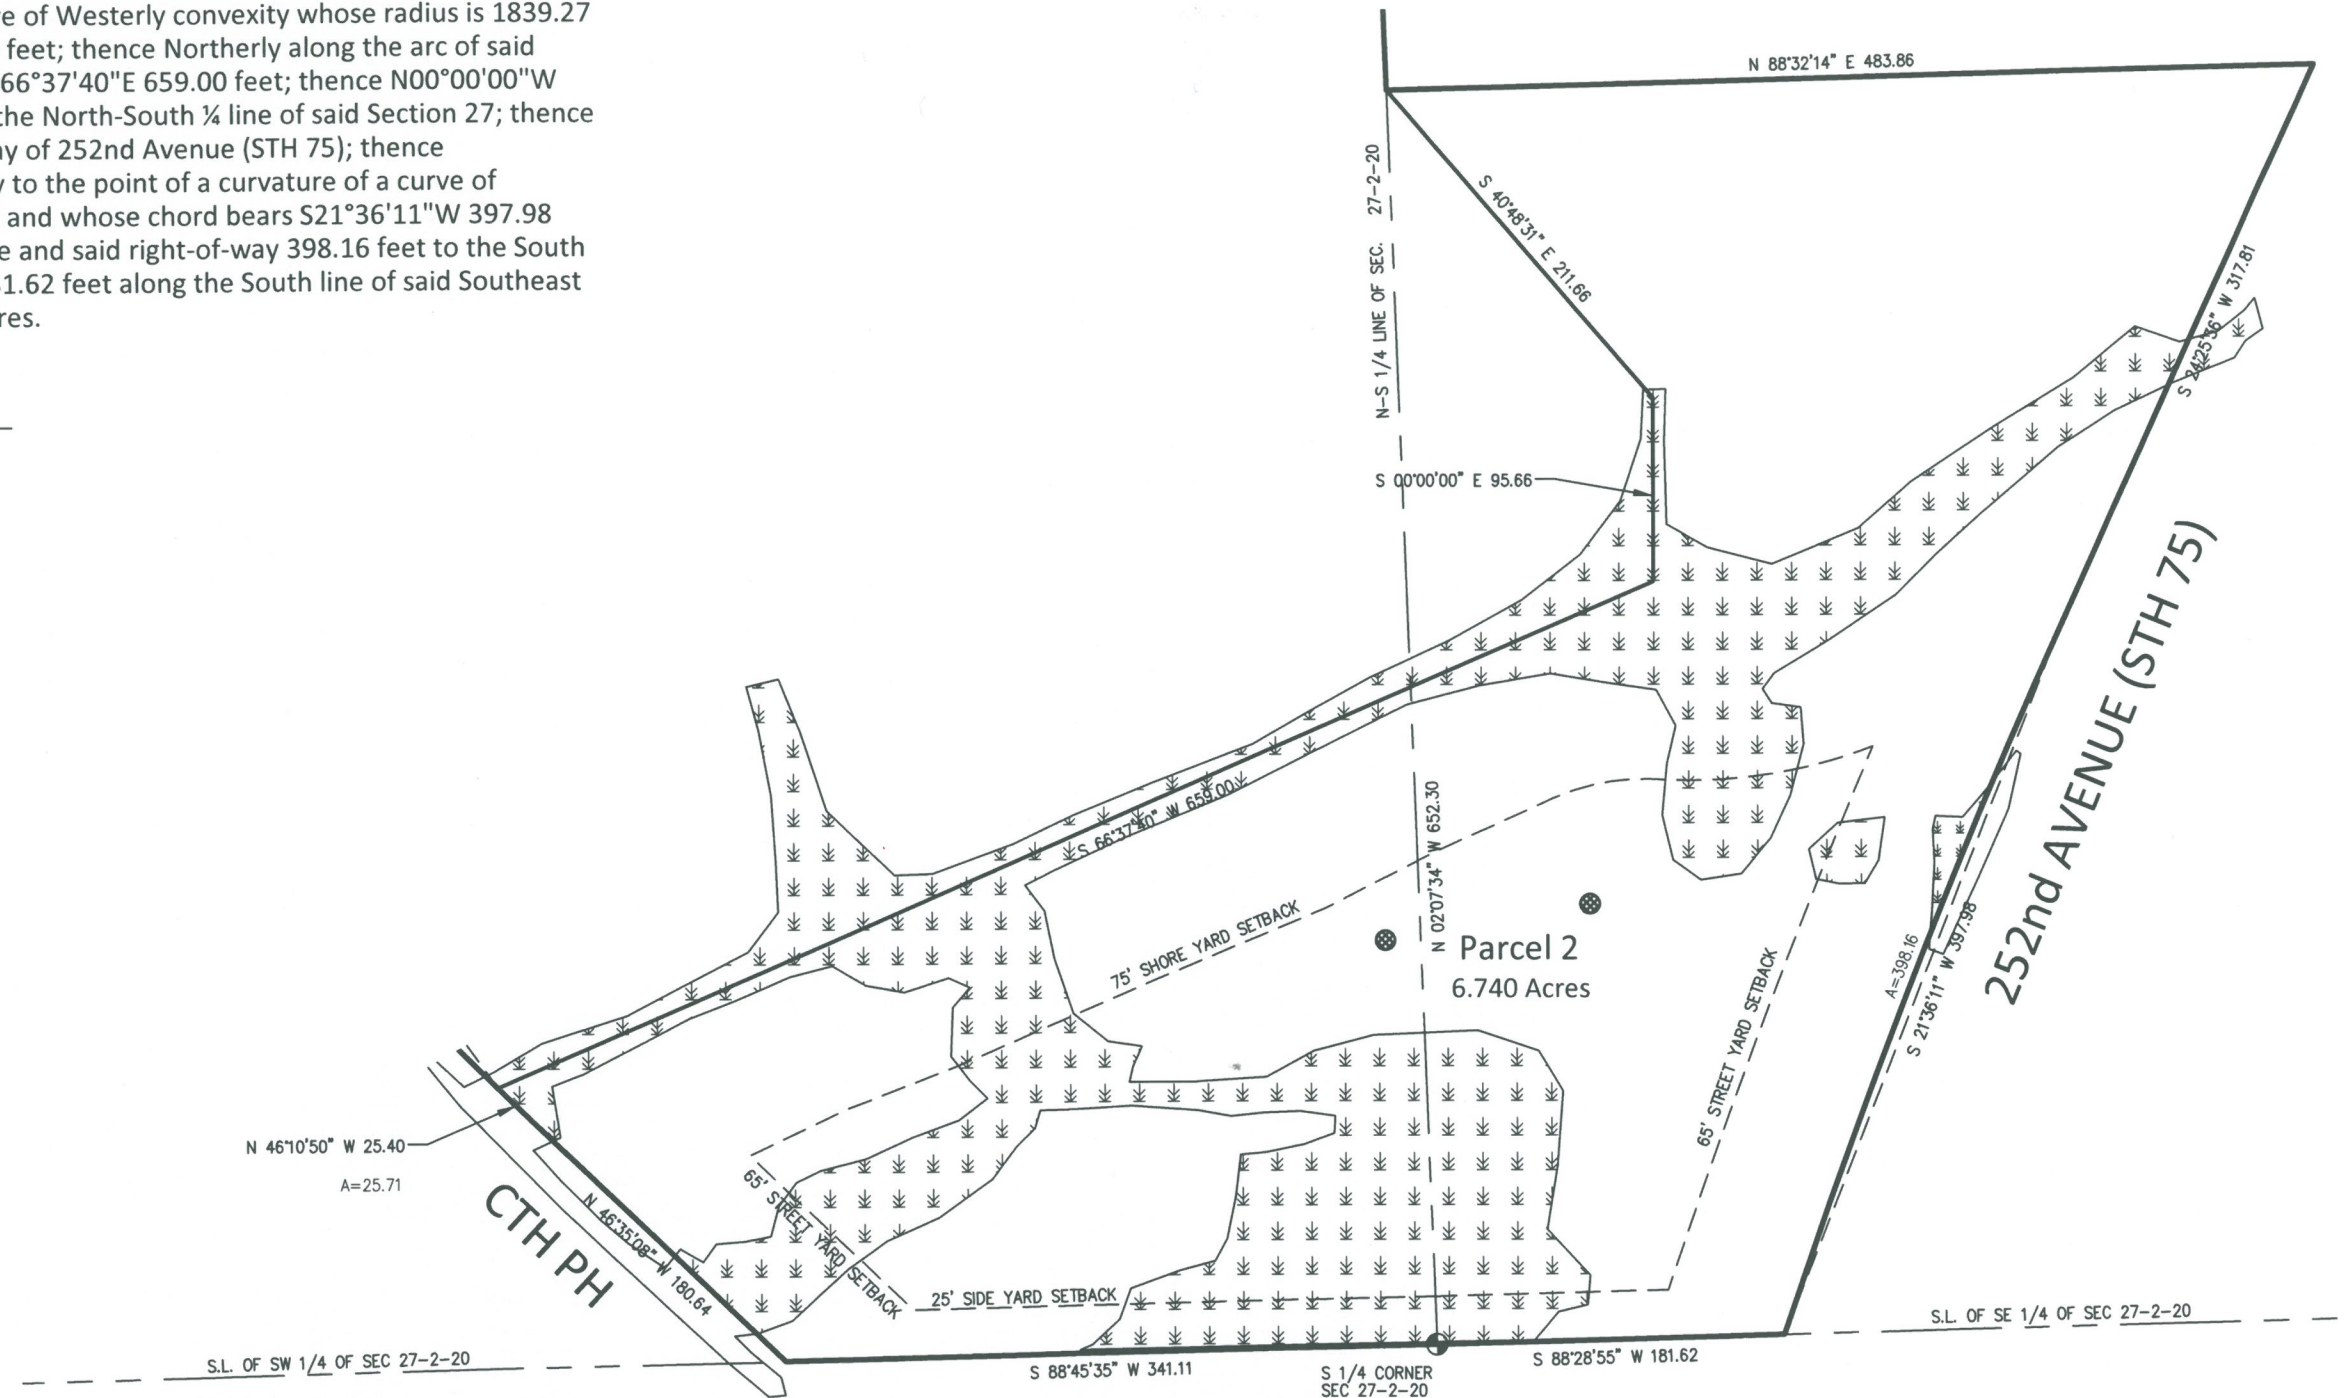 e of Westerly convexity whose radius is 1839.27
feet; thence Northerly along the arc of said
66°37'40"E 659.00 feet; thence N00°00'00"W
the North-South ¼ line of said Section 27; thence
y of 252nd Avenue (STH 75); thence
to the point of a curvature of a curve of
and whose chord bears S21°36'11"W 397.98
e and said right-of-way 398.16 feet to the South
1.62 feet along the South line of said Southeast
res.
N 88°32'14" E 483.86
N-S 1/4 LINE OF SEC. 27-2-20
S 40°48'31" E 211.66
S 24°25'36" W 317.81
S 00°00'00" E 95.66
252nd AVENUE (STH 75)
S 66°37'40" W 659.00
N 02°07'34" W 652.30
75' SHORE YARD SETBACK
Parcel 2
6.740 Acres
65' STREET YARD SETBACK
A=398.16
S 21°36'11" W 397.98
N 46°10'50" W 25.40
A=25.71
CTH PH
N 46°35'08" W 180.64
65' STREET YARD SETBACK
25' SIDE YARD SETBACK
S.L. OF SW 1/4 OF SEC 27-2-20
S 88°45'35" W 341.11
S 1/4 CORNER
SEC 27-2-20
S 88°28'55" W 181.62
S.L. OF SE 1/4 OF SEC 27-2-20